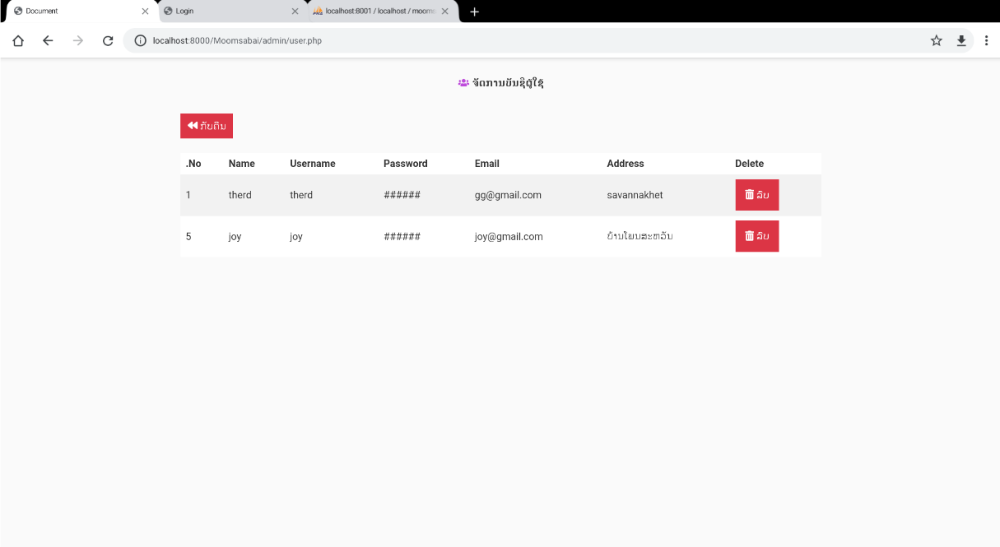 Document
Login
localhost:8001 / localhost / mooms
localhost:8000/Moomsabai/admin/user.php
ຈັດການບັນຊີຜູ້ໃຊ້
ກັບຄືນ
.No Name Username Password Email Address Delete
1 therd therd ###### gg@gmail.com savannakhet ລຶບ
5 joy joy ###### joy@gmail.com ບ້ານໂພນສະຫວັນ ລຶບ